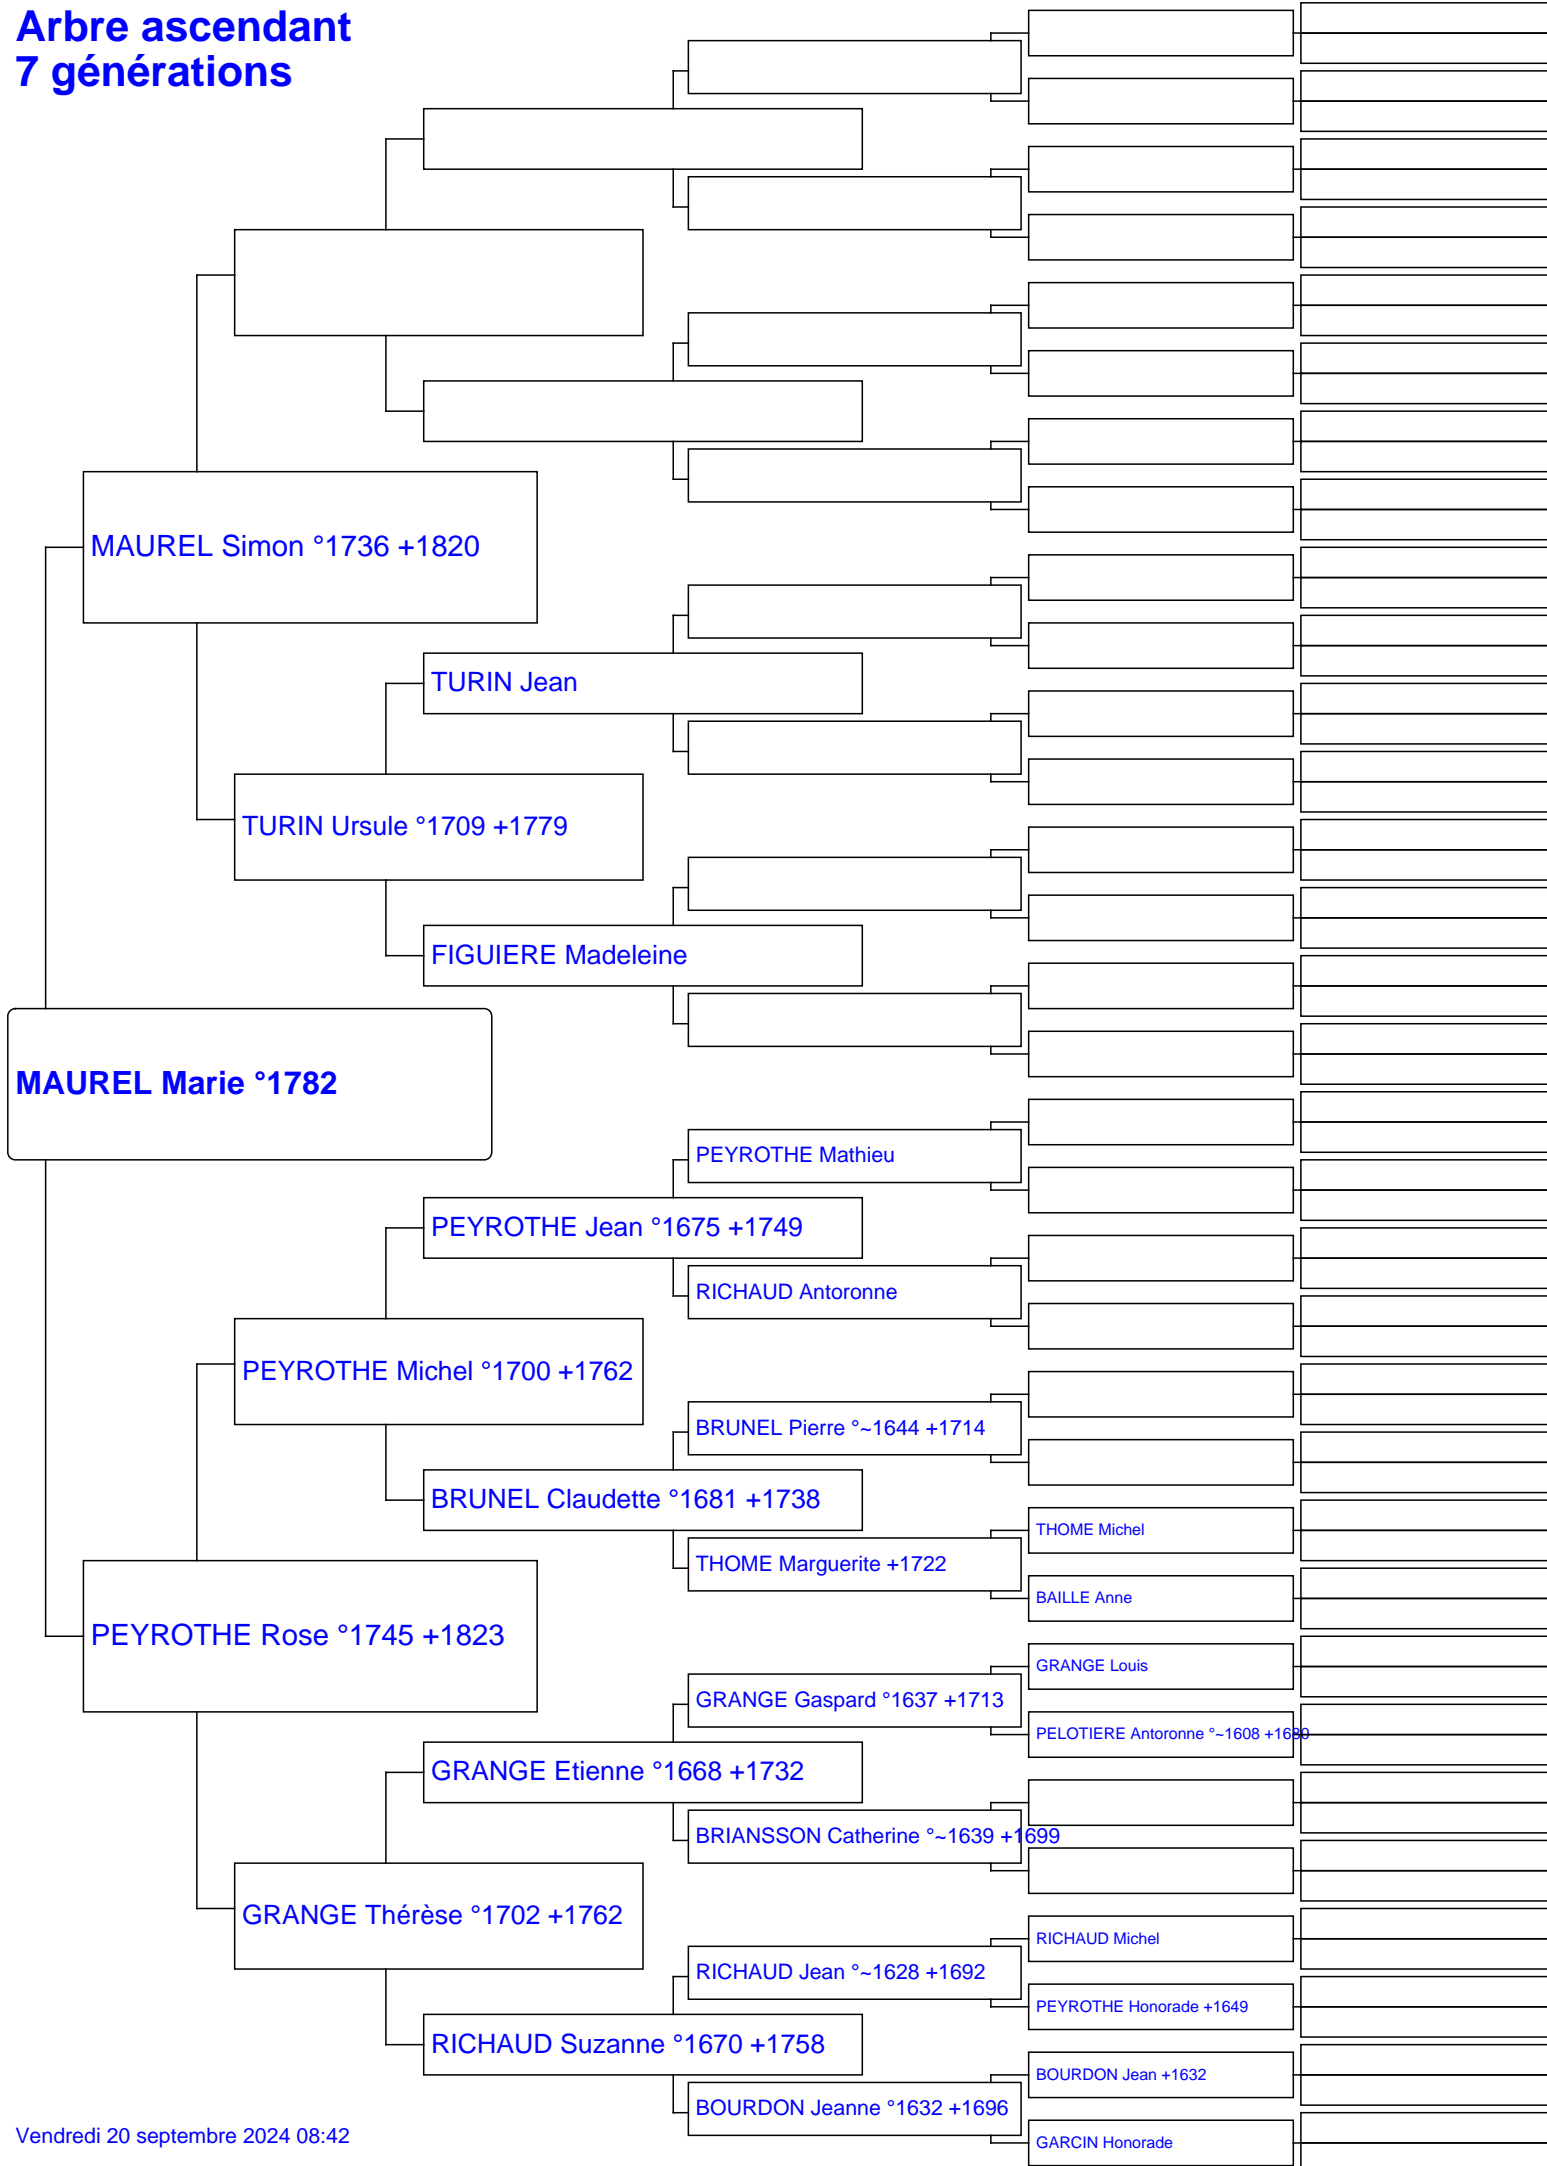 Arbre ascendant
7 générations
MAUREL Simon °1736 +1820
TURIN Jean
TURIN Ursule °1709 +1779
FIGUIERE Madeleine
MAUREL Marie °1782
PEYROTHE Mathieu
PEYROTHE Jean °1675 +1749
RICHAUD Antoronne
PEYROTHE Michel °1700 +1762
BRUNEL Pierre °~1644 +1714
BRUNEL Claudette °1681 +1738
THOME Michel
THOME Marguerite +1722
BAILLE Anne
PEYROTHE Rose °1745 +1823
GRANGE Louis
GRANGE Gaspard °1637 +1713
PELOTIERE Antoronne °~1608 +1680
GRANGE Etienne °1668 +1732
BRIANSSON Catherine °~1639 +1699
GRANGE Thérèse °1702 +1762
RICHAUD Michel
RICHAUD Jean °~1628 +1692
PEYROTHE Honorade +1649
RICHAUD Suzanne °1670 +1758
BOURDON Jean +1632
BOURDON Jeanne °1632 +1696
GARCIN Honorade
Vendredi 20 septembre 2024 08:42